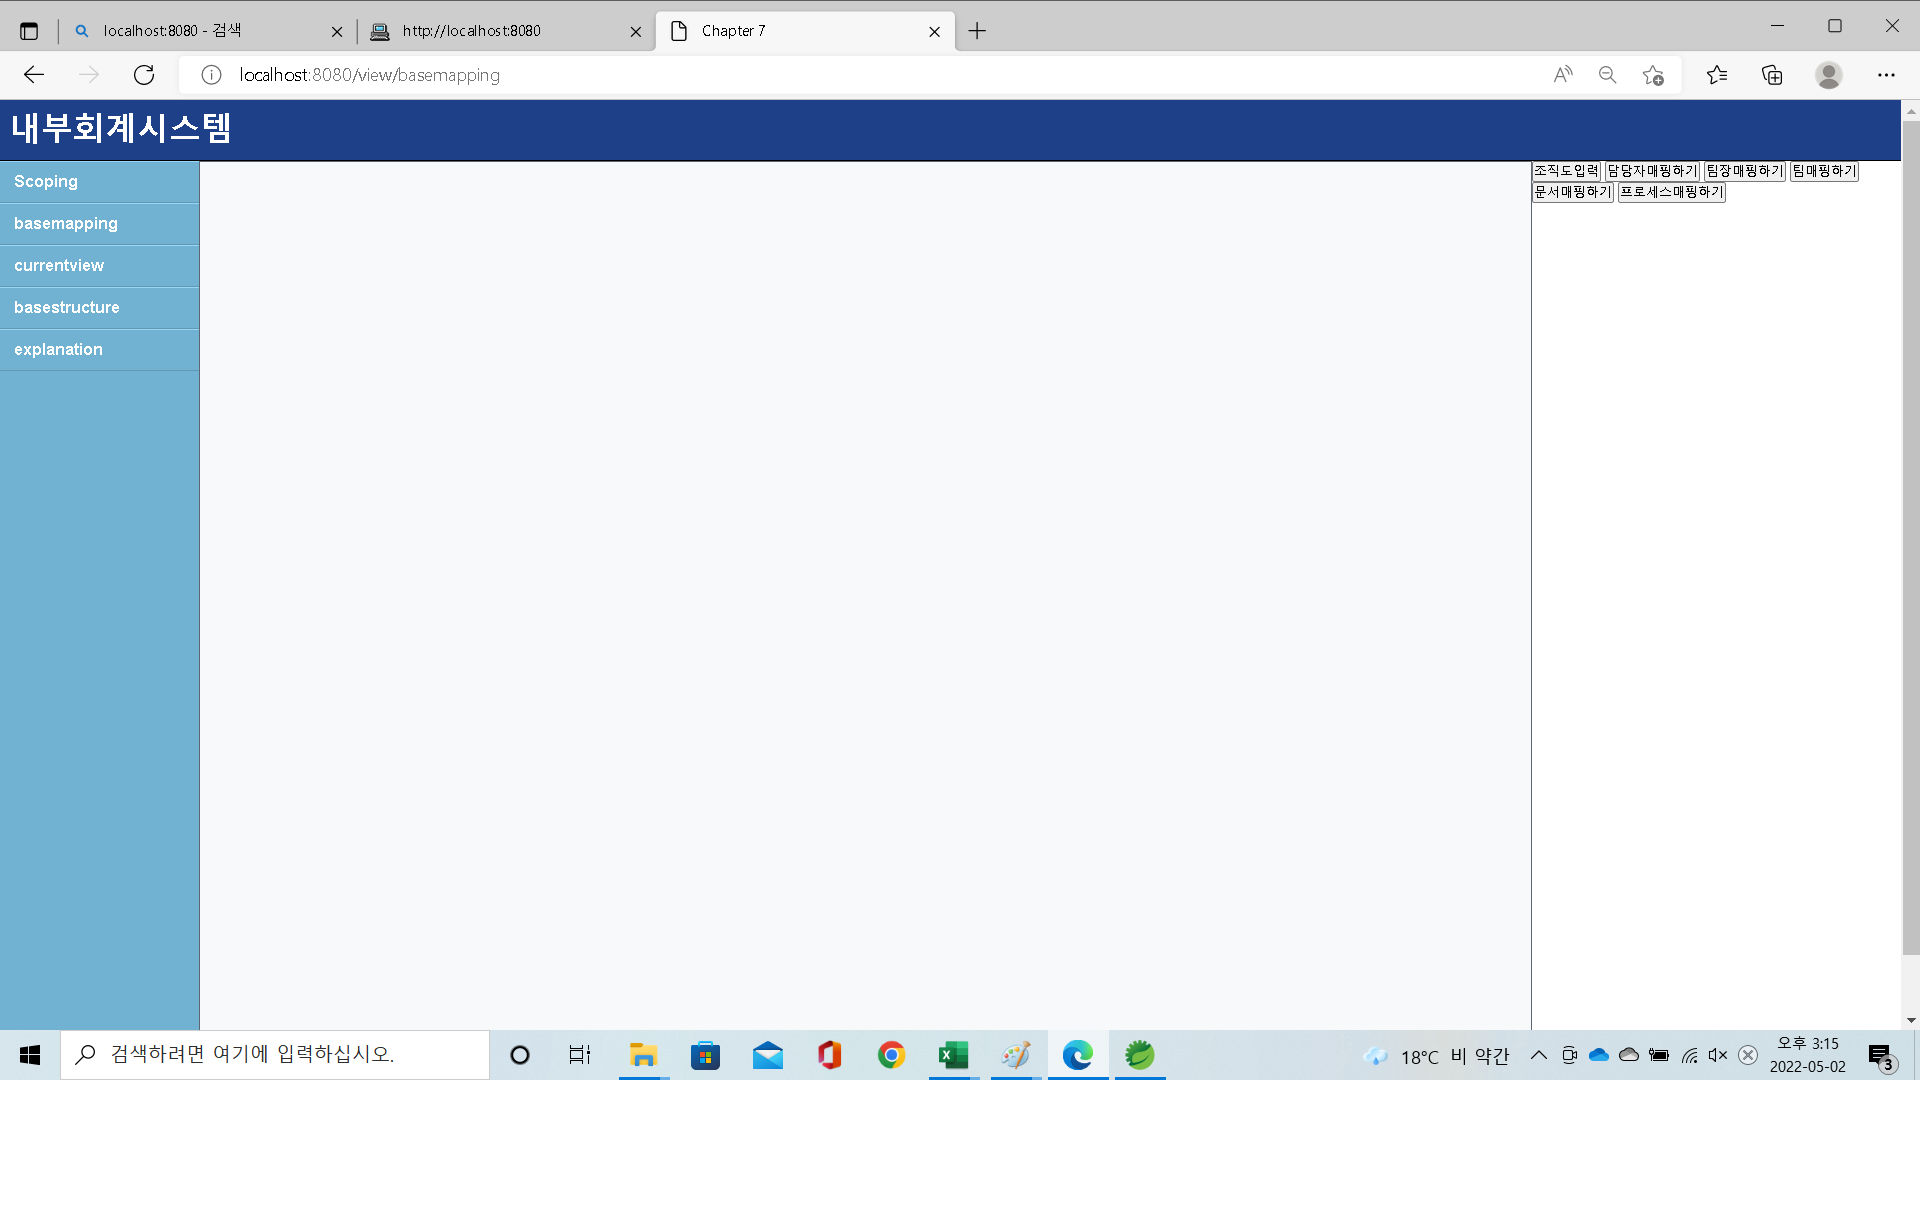 localhost:8080 - 검색
http://localhost:8080
Chapter 7
localhost:8080/view/basemapping
내부회계시스템
Scoping
basemapping
currentview
basestructure
explanation
조직도입력 담당자매핑하기 팀장매핑하기 팀매핑하기
문서매핑하기 프로세스매핑하기
검색하려면 여기에 입력하십시오.
18°C 비 약간
오후 3:15
2022-05-02
3